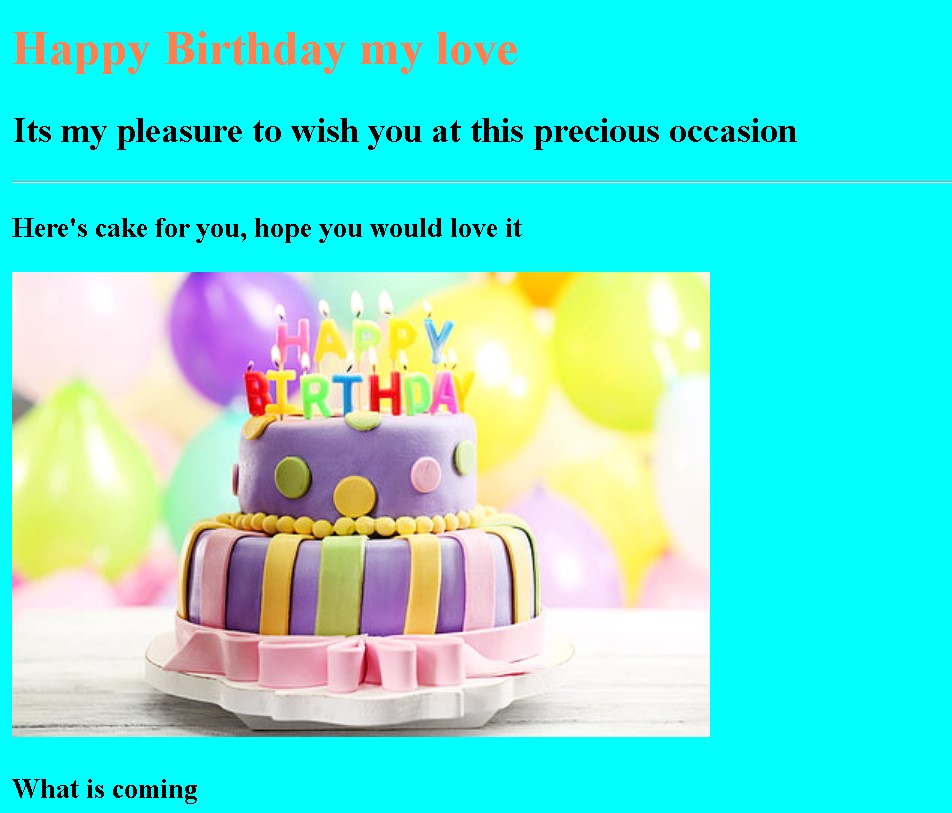 Happy Birthday my love
Its my pleasure to wish you at this precious occasion
Here's cake for you, hope you would love it
HAPPY
BIRTHDAY
What is coming